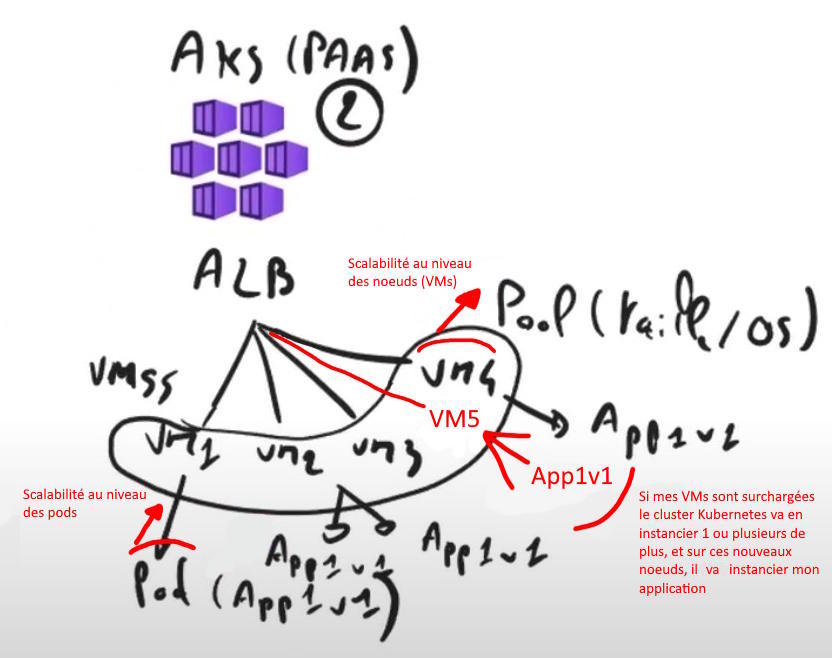 AKS (PAAS)
2
ALB
Scalabilité au niveau
des noeuds (VMs)
Pool (Taille/OS)
VMSS
VM4
VM5
VM1
VM2
VM3
App1v1
App1v1
Scalabilité au niveau
des pods
Si mes VMs sont surchargées
le cluster Kubernetes va en
instancier 1 ou plusieurs de
plus, et sur ces nouveaux
noeuds, il va instancier mon
application
App1v1
App1v1
Pod (App1v1)